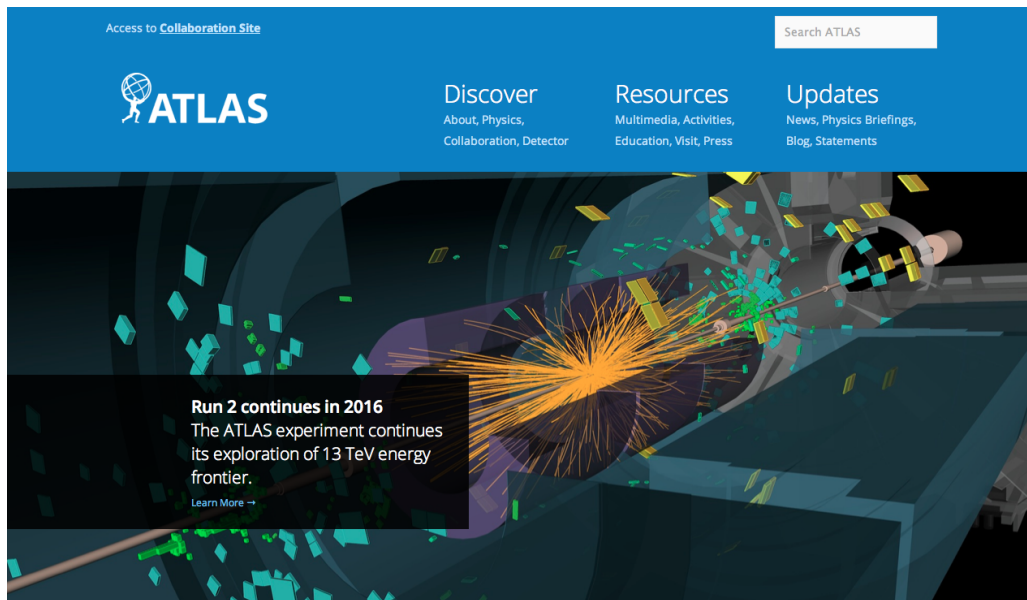 Access to Collaboration Site
Search ATLAS
ATLAS
Discover
About, Physics,
Collaboration, Detector
Resources
Multimedia, Activities,
Education, Visit, Press
Updates
News, Physics Briefings,
Blog, Statements
Run 2 continues in 2016
The ATLAS experiment continues
its exploration of 13 TeV energy
frontier.
Learn More →